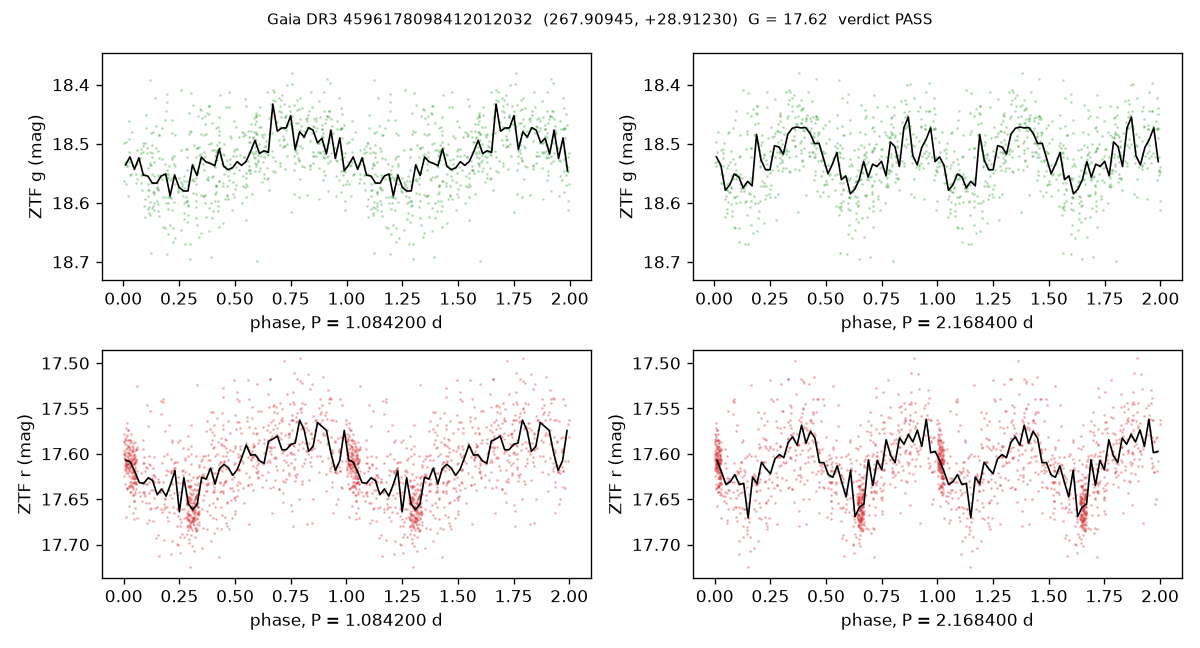 Gaia DR3 4596178098412012032 (267.90945, +28.91230) G = 17.62 verdict PASS
ZTF g (mag)
18.4
18.5
18.6
18.7
0.00 0.25 0.50 0.75 1.00 1.25 1.50 1.75 2.00
phase, P = 1.084200 d
ZTF g (mag)
18.4
18.5
18.6
18.7
0.00 0.25 0.50 0.75 1.00 1.25 1.50 1.75 2.00
phase, P = 2.168400 d
ZTF r (mag)
17.50
17.55
17.60
17.65
17.70
0.00 0.25 0.50 0.75 1.00 1.25 1.50 1.75 2.00
phase, P = 1.084200 d
ZTF r (mag)
17.50
17.55
17.60
17.65
17.70
0.00 0.25 0.50 0.75 1.00 1.25 1.50 1.75 2.00
phase, P = 2.168400 d